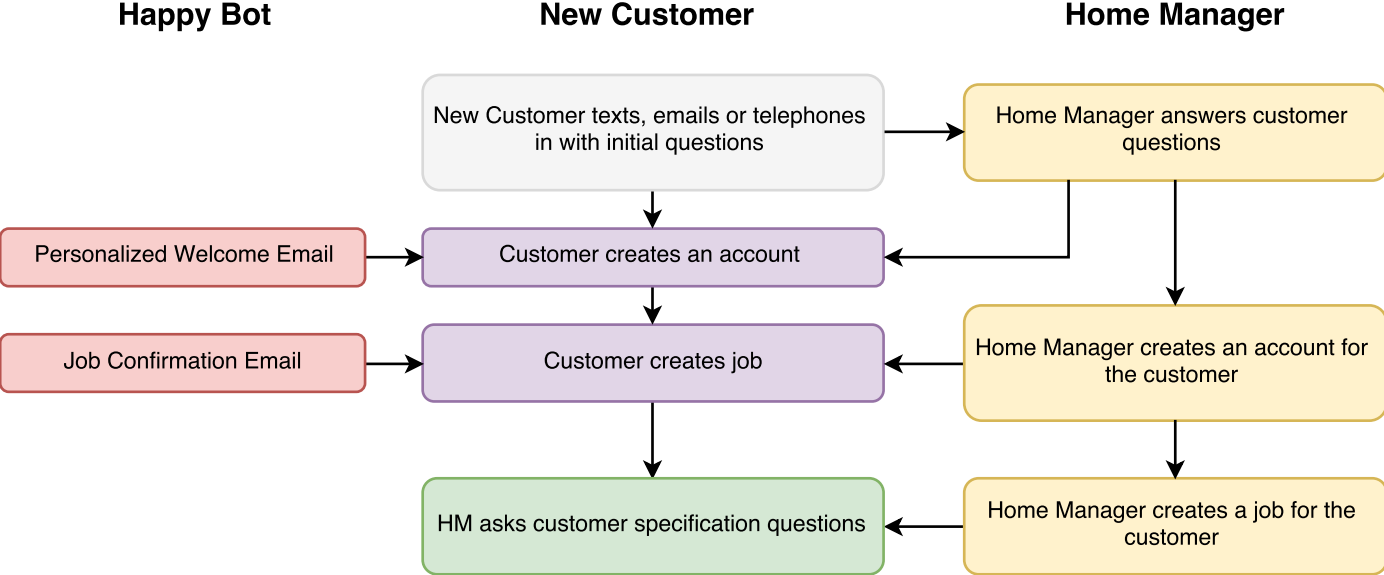 Happy Bot
New Customer
Home Manager
New Customer texts, emails or telephones
in with initial questions
Home Manager answers customer
questions
Personalized Welcome Email
Customer creates an account
Job Confirmation Email
Customer creates job
Home Manager creates an account for
the customer
HM asks customer specification questions
Home Manager creates a job for the
customer